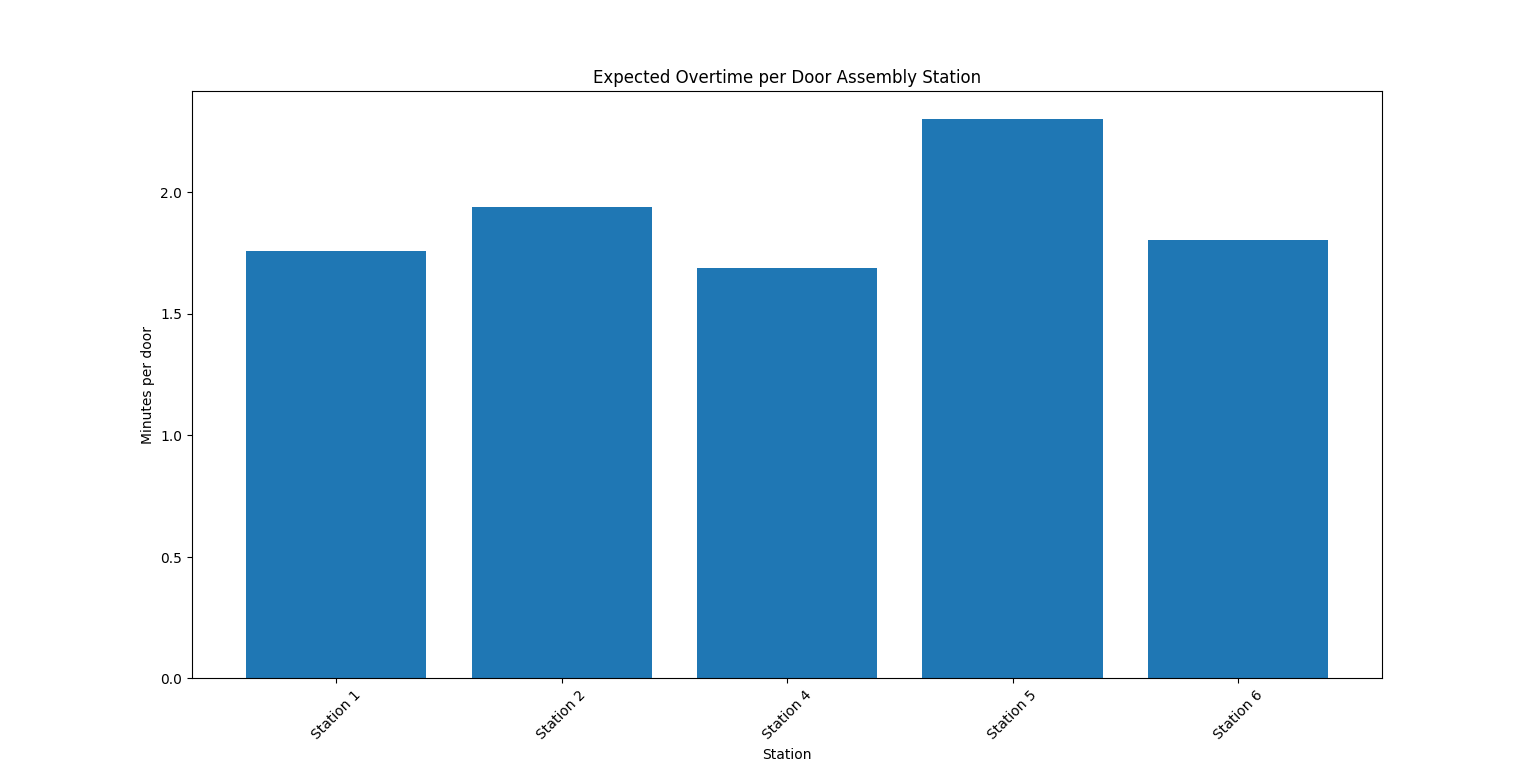 Expected Overtime per Door Assembly Station
Minutes per door
2.0
1.5
1.0
0.5
0.0
Station 1
Station 2
Station 4
Station 5
Station 6
Station